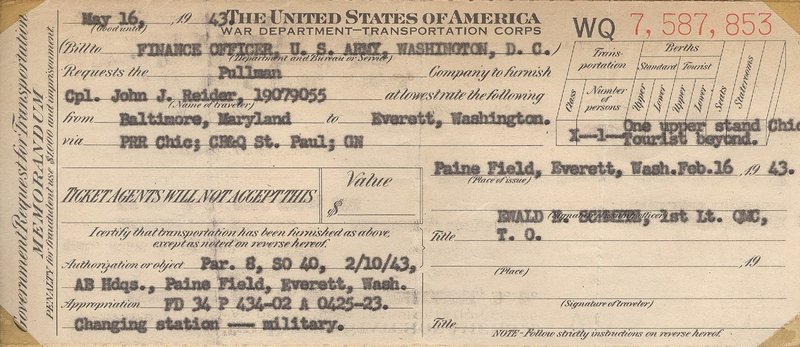 Government Request for Transportation
MEMORANDUM
PENALTY for fraudulent use $1,000 and imprisonment.
May 16, 19 43.
(Good until)
THE UNITED STATES OF AMERICA
WAR DEPARTMENT—TRANSPORTATION CORPS
WQ 7,587,853
(Bill to FINANCE OFFICER, U. S. ARMY, WASHINGTON, D. C.)
(Department and Bureau or Service)
Requests the Pullman Company to furnish
Cpl. John J. Reider, 19079055 at lowest rate the following
(Name of traveler)
from Baltimore, Maryland to Everett, Washington.
via PRR Chic; CB&Q St. Paul; GN
Trans-
portation
Berths
Standard Tourist
Class
Number of persons
Upper
Lower
Upper
Lower
Seats
Staterooms
X—1—One upper stand Chic
Tourist beyond.
TICKET AGENTS WILL NOT ACCEPT THIS
Value
$
Paine Field, Everett, Wash. Feb. 16 19 43.
(Place of issue)
I certify that transportation has been furnished as above,
except as noted on reverse hereof.
EWALD 1st Lt. QMC,
Title T. O.
Authorization or object Par. 8, SO 40, 2/10/43,
AB Hdqs., Paine Field, Everett, Wash.
Appropriation FD 34 P 434-02 A 0425-23.
Changing station —— military.
, 19
(Place)
(Signature of traveler)
Title
NOTE—Follow strictly instructions on reverse hereof.